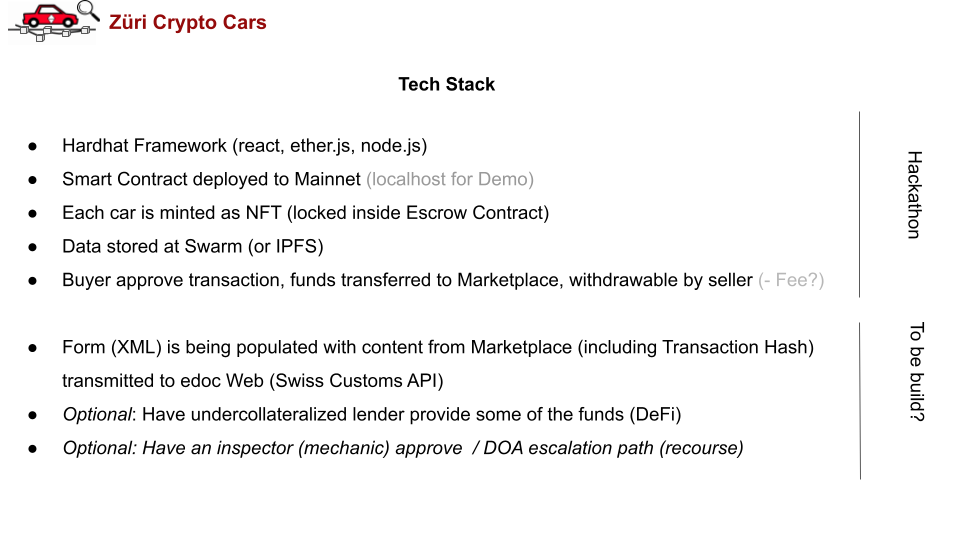 Züri Crypto Cars
Tech Stack
● Hardhat Framework (react, ether.js, node.js)
● Smart Contract deployed to Mainnet (localhost for Demo)
● Each car is minted as NFT (locked inside Escrow Contract)
● Data stored at Swarm (or IPFS)
● Buyer approve transaction, funds transferred to Marketplace, withdrawable by seller (- Fee?)
Hackathon
● Form (XML) is being populated with content from Marketplace (including Transaction Hash)
transmitted to edoc Web (Swiss Customs API)
● Optional: Have undercollateralized lender provide some of the funds (DeFi)
● Optional: Have an inspector (mechanic) approve / DOA escalation path (recourse)
To be build?